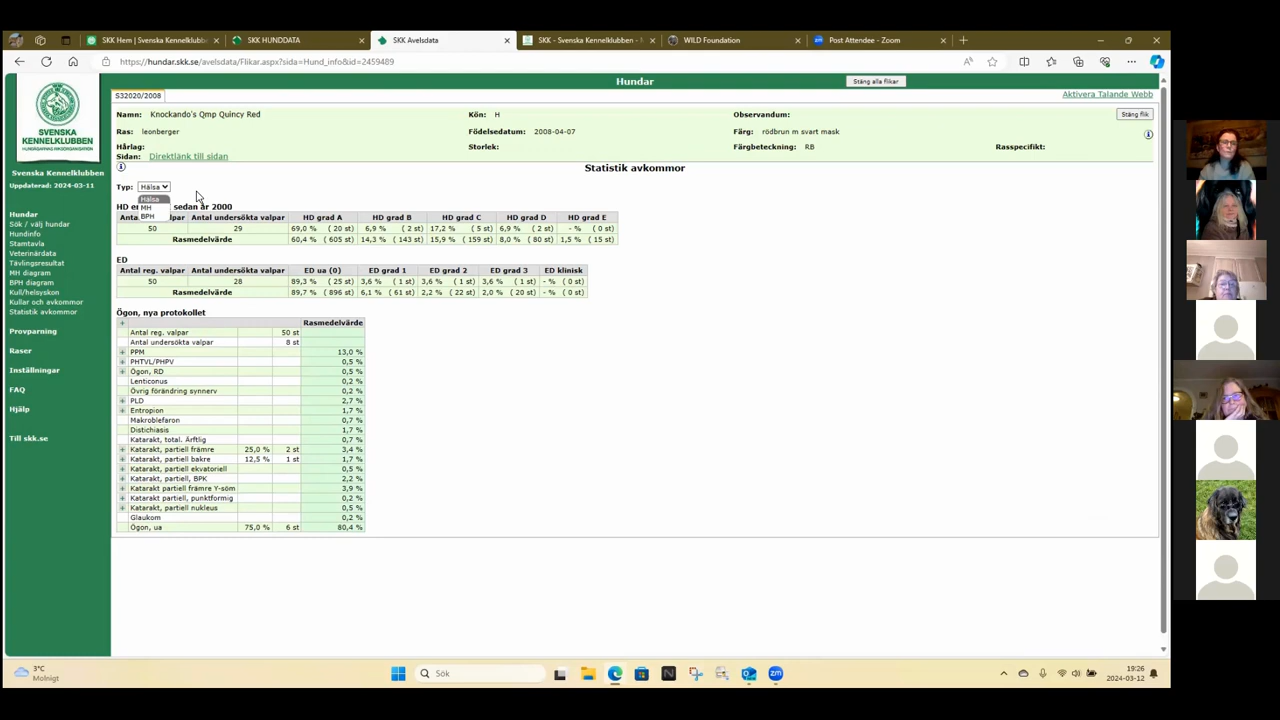 SKK Hem | Svenska Kennelklubbe
SKK HUNDDATA
SKK Avelsdata
SKK - Svenska Kennelklubben -
WILD Foundation
Post Attendee - Zoom
https://hundar.skk.se/avelsdata/Flikar.aspx?sida=Hund_info&id=2459489
Hundar
Stäng alla flikar
S32020/2008
Aktivera Talande Webb
Namn: Knockando's Qmp Quincy Red
Kön: H
Observandum:
Stäng flik
Ras: leonberger
Födelsedatum: 2008-04-07
Färg: rödbrun m svart mask
Hårlag:
Storlek:
Färgbeteckning: RB
Rasspecifikt:
Sidan: Direktlänk till sidan
Statistik avkommor
Typ: Hälsa
Hälsa
MH
BPH
HD e sedan år 2000
Anta valpar Antal undersökta valpar HD grad A HD grad B HD grad C HD grad D HD grad E
50 29 69,0 % ( 20 st) 6,9 % ( 2 st) 17,2 % ( 5 st) 6,9 % ( 2 st) - % ( 0 st)
Rasmedelvärde 60,4 % ( 605 st) 14,3 % ( 143 st) 15,9 % ( 159 st) 8,0 % ( 80 st) 1,5 % ( 15 st)
ED
Antal reg. valpar Antal undersökta valpar ED ua (0) ED grad 1 ED grad 2 ED grad 3 ED klinisk
50 28 89,3 % ( 25 st) 3,6 % ( 1 st) 3,6 % ( 1 st) 3,6 % ( 1 st) - % ( 0 st)
Rasmedelvärde 89,7 % ( 896 st) 6,1 % ( 61 st) 2,2 % ( 22 st) 2,0 % ( 20 st) - % ( 0 st)
Ögon, nya protokollet
Rasmedelvärde
Antal reg. valpar 50 st
Antal undersökta valpar 8 st
PPM 13,0 %
PHTVL/PHPV 0,5 %
Ögon, RD 0,5 %
Lenticonus 0,2 %
Övrig förändring synnerv 0,2 %
PLD 2,7 %
Entropion 1,7 %
Makroblefaron 0,7 %
Distichiasis 1,7 %
Katarakt, total. Ärftlig 0,7 %
Katarakt, partiell främre 25,0 % 2 st 3,4 %
Katarakt, partiell bakre 12,5 % 1 st 1,7 %
Katarakt, partiell ekvatoriell 0,5 %
Katarakt, partiell, BPK 2,2 %
Katarakt partiell främre Y-söm 3,9 %
Katarakt partiell, punktformig 0,2 %
Katarakt, partiell nukleus 0,5 %
Glaukom 0,2 %
Ögon, ua 75,0 % 6 st 80,4 %
SVENSKA
KENNELKLUBBEN
Svenska Kennelklubben
Uppdaterad: 2024-03-11
Hundar
Sök / välj hundar
Hundinfo
Stamtavla
Veterinärdata
Tävlingsresultat
MH diagram
BPH diagram
Kull/helsyskon
Kullar och avkommor
Statistik avkommor
Provparning
Raser
Inställningar
FAQ
Hjälp
Till skk.se
3°C
Molnigt
Sök
19:26
2024-03-12